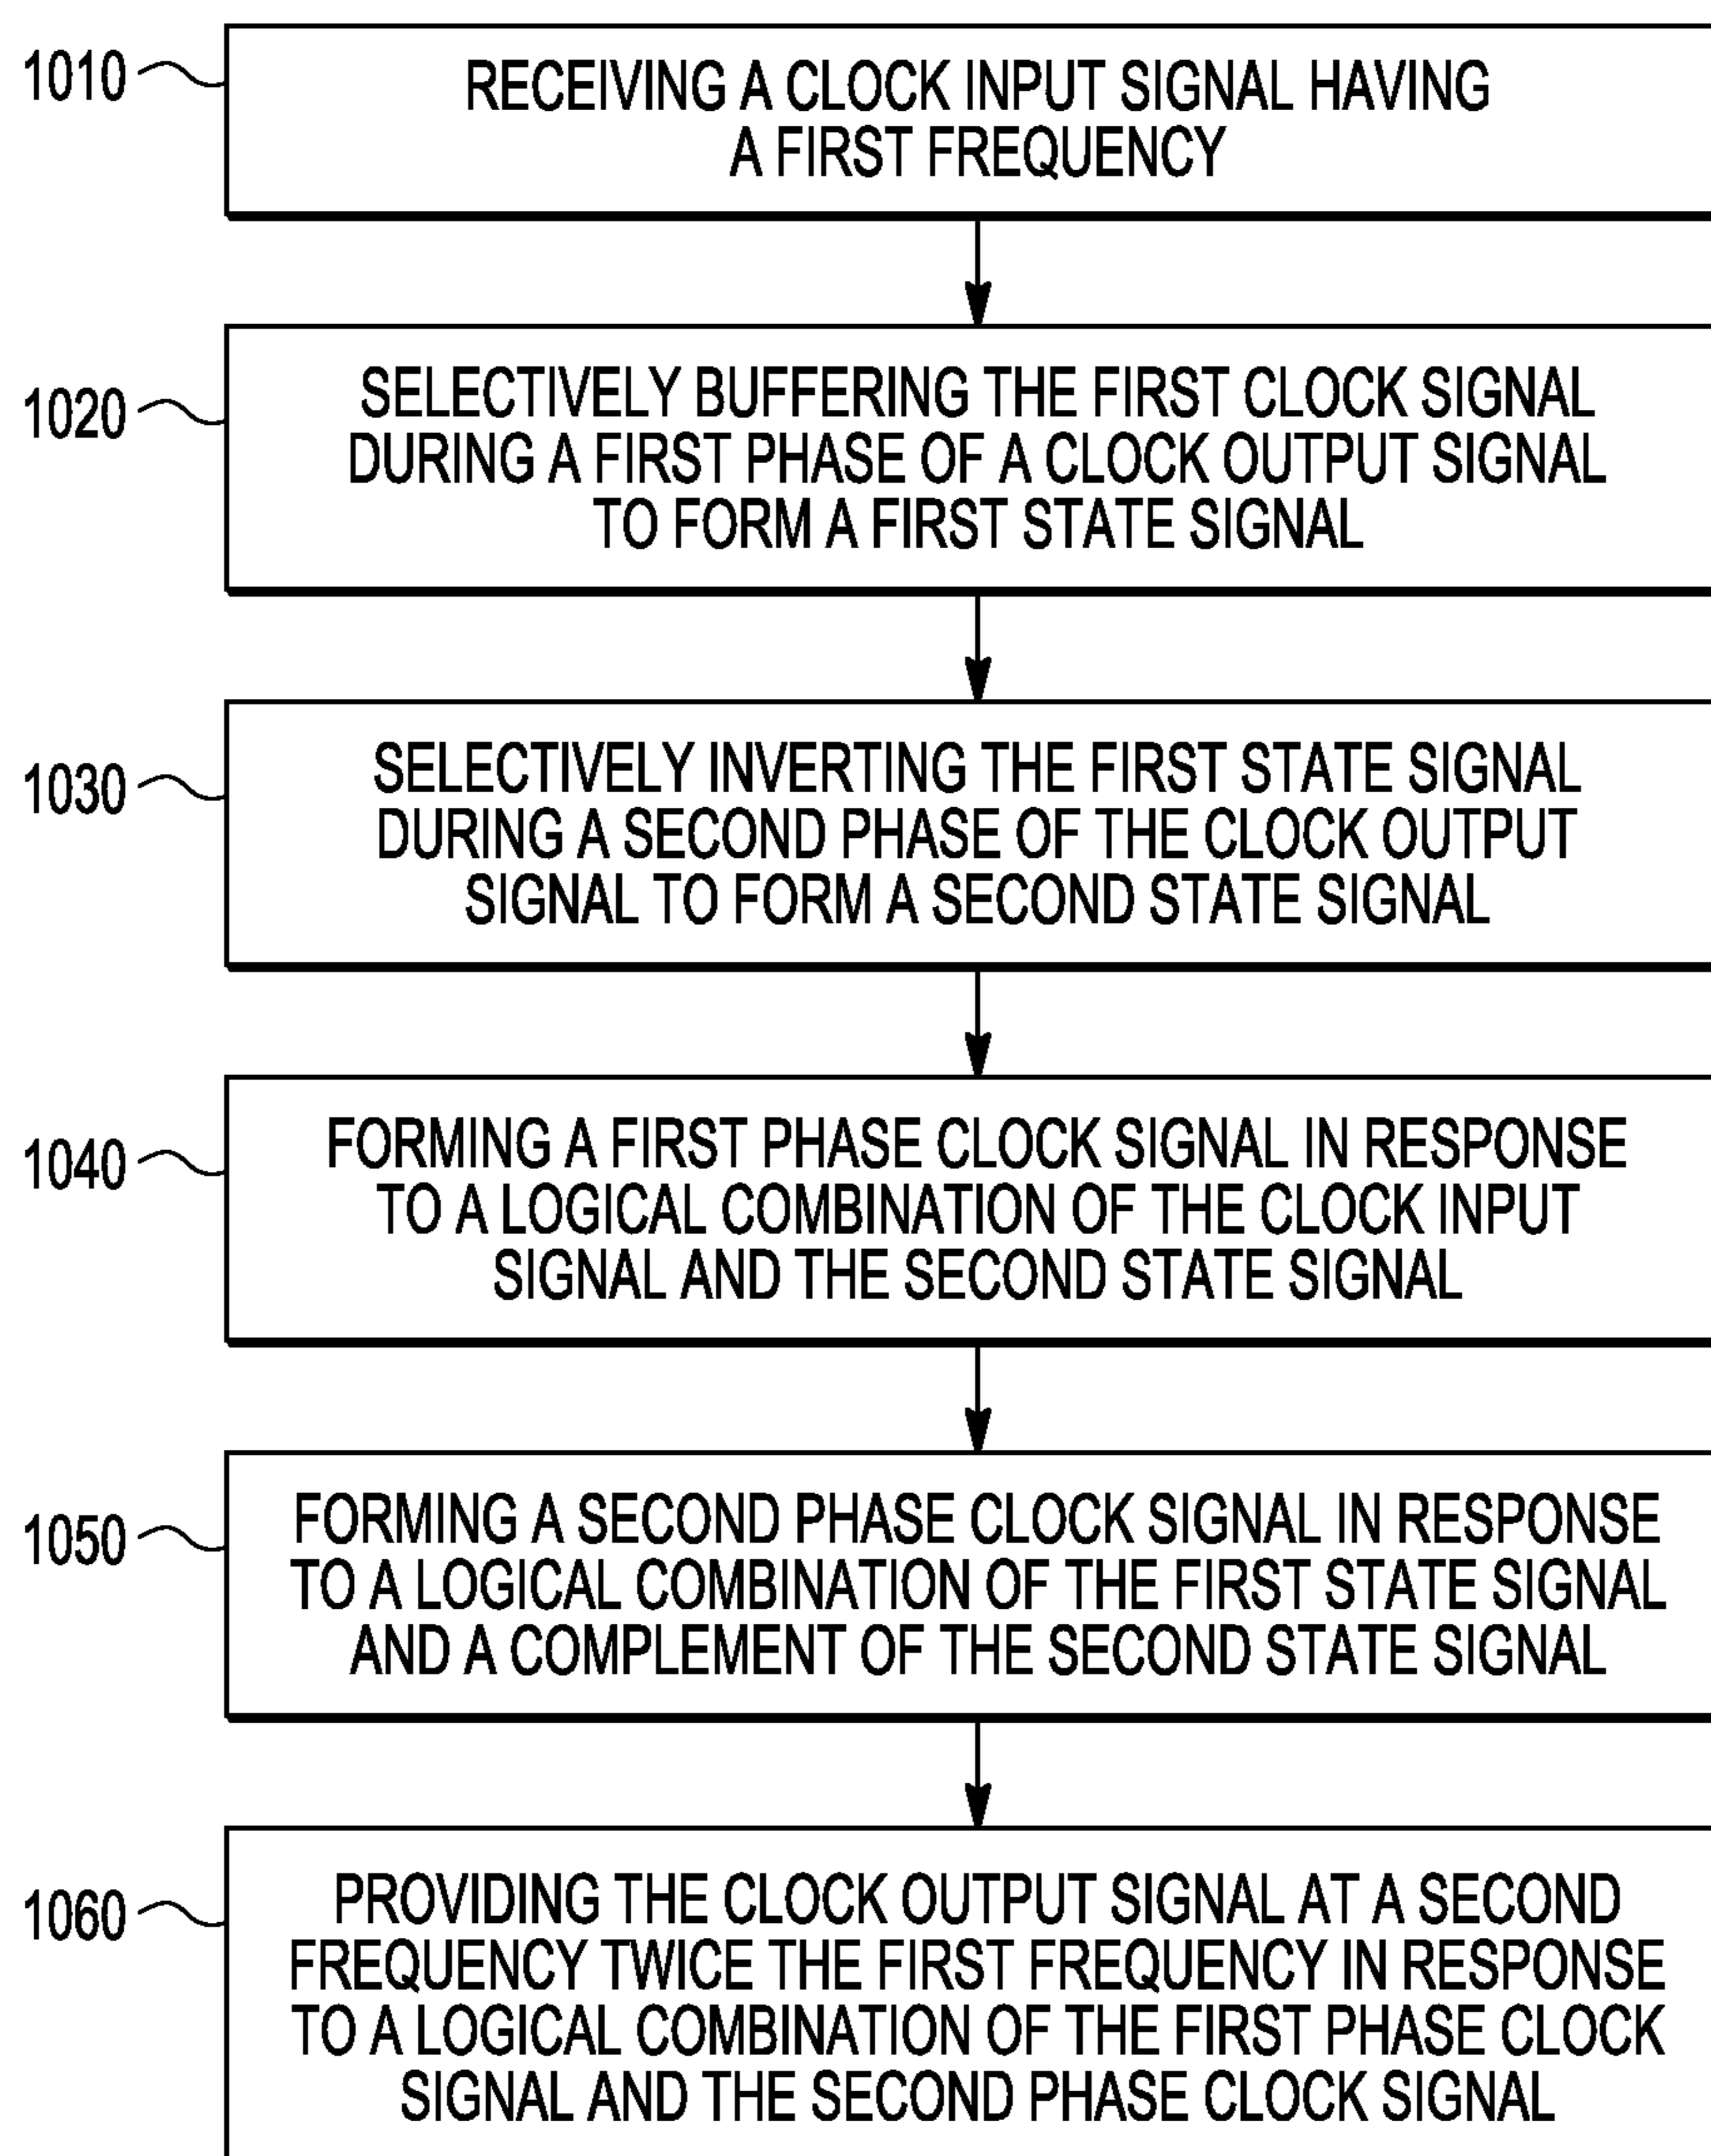 1010
RECEIVING A CLOCK INPUT SIGNAL HAVING
A FIRST FREQUENCY
1020
SELECTIVELY BUFFERING THE FIRST CLOCK SIGNAL
DURING A FIRST PHASE OF A CLOCK OUTPUT SIGNAL
TO FORM A FIRST STATE SIGNAL
1030
SELECTIVELY INVERTING THE FIRST STATE SIGNAL
DURING A SECOND PHASE OF THE CLOCK OUTPUT
SIGNAL TO FORM A SECOND STATE SIGNAL
1040
FORMING A FIRST PHASE CLOCK SIGNAL IN RESPONSE
TO A LOGICAL COMBINATION OF THE CLOCK INPUT
SIGNAL AND THE SECOND STATE SIGNAL
1050
FORMING A SECOND PHASE CLOCK SIGNAL IN RESPONSE
TO A LOGICAL COMBINATION OF THE FIRST STATE SIGNAL
AND A COMPLEMENT OF THE SECOND STATE SIGNAL
1060
PROVIDING THE CLOCK OUTPUT SIGNAL AT A SECOND
FREQUENCY TWICE THE FIRST FREQUENCY IN RESPONSE
TO A LOGICAL COMBINATION OF THE FIRST PHASE CLOCK
SIGNAL AND THE SECOND PHASE CLOCK SIGNAL